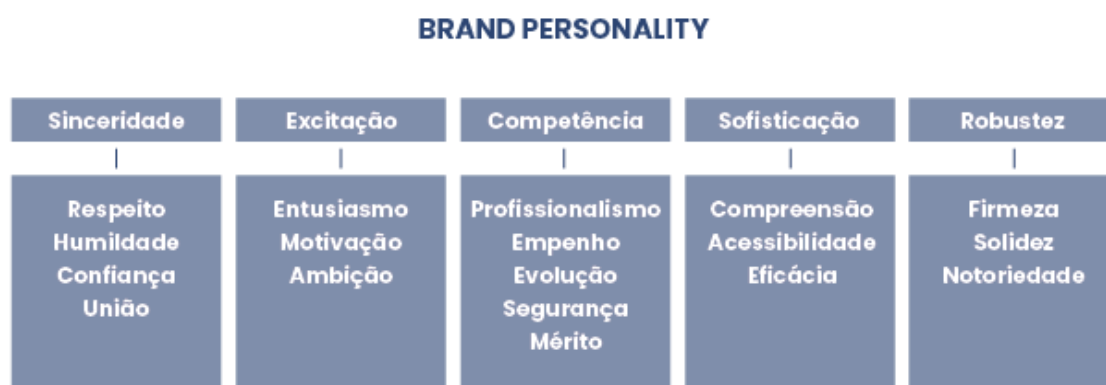 BRAND PERSONALITY
Sinceridade
Respeito
Humildade
Confiança
União
Excitação
Entusiasmo
Motivação
Ambição
Competência
Profissionalismo
Empenho
Evolução
Segurança
Mérito
Sofisticação
Compreensão
Acessibilidade
Eficácia
Robustez
Firmeza
Solidez
Notoriedade